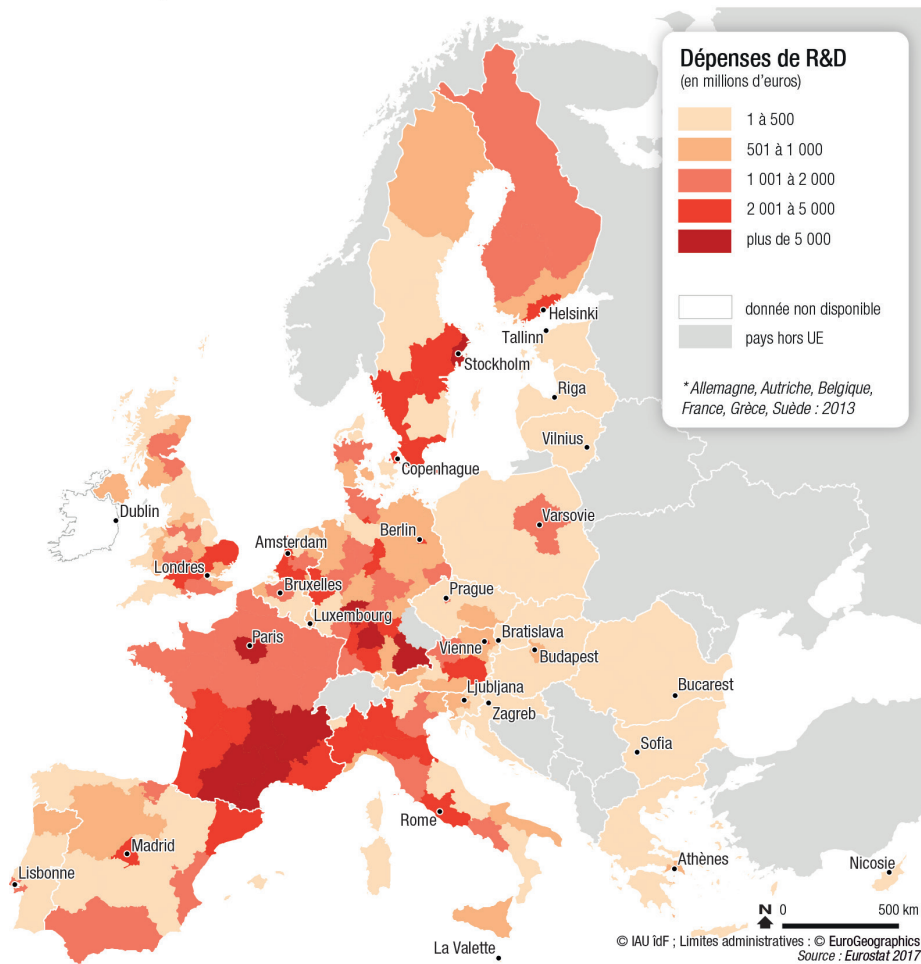 Dépenses de R&D
(en millions d'euros)
1 à 500
501 à 1 000
1 001 à 2 000
2 001 à 5 000
plus de 5 000
donnée non disponible
pays hors UE
* Allemagne, Autriche, Belgique,
France, Grèce, Suède : 2013
Helsinki
Tallinn
Stockholm
Riga
Vilnius
Copenhague
Dublin
Varsovie
Berlin
Amsterdam
Londres
Bruxelles
Prague
Luxembourg
Paris
Bratislava
Vienne
Budapest
Ljubljana
Zagreb
Bucarest
Sofia
Rome
Madrid
Lisbonne
Athènes
Nicosie
La Valette
N 0 500 km
© IAU îdF ; Limites administratives : © EuroGeographics
Source : Eurostat 2017